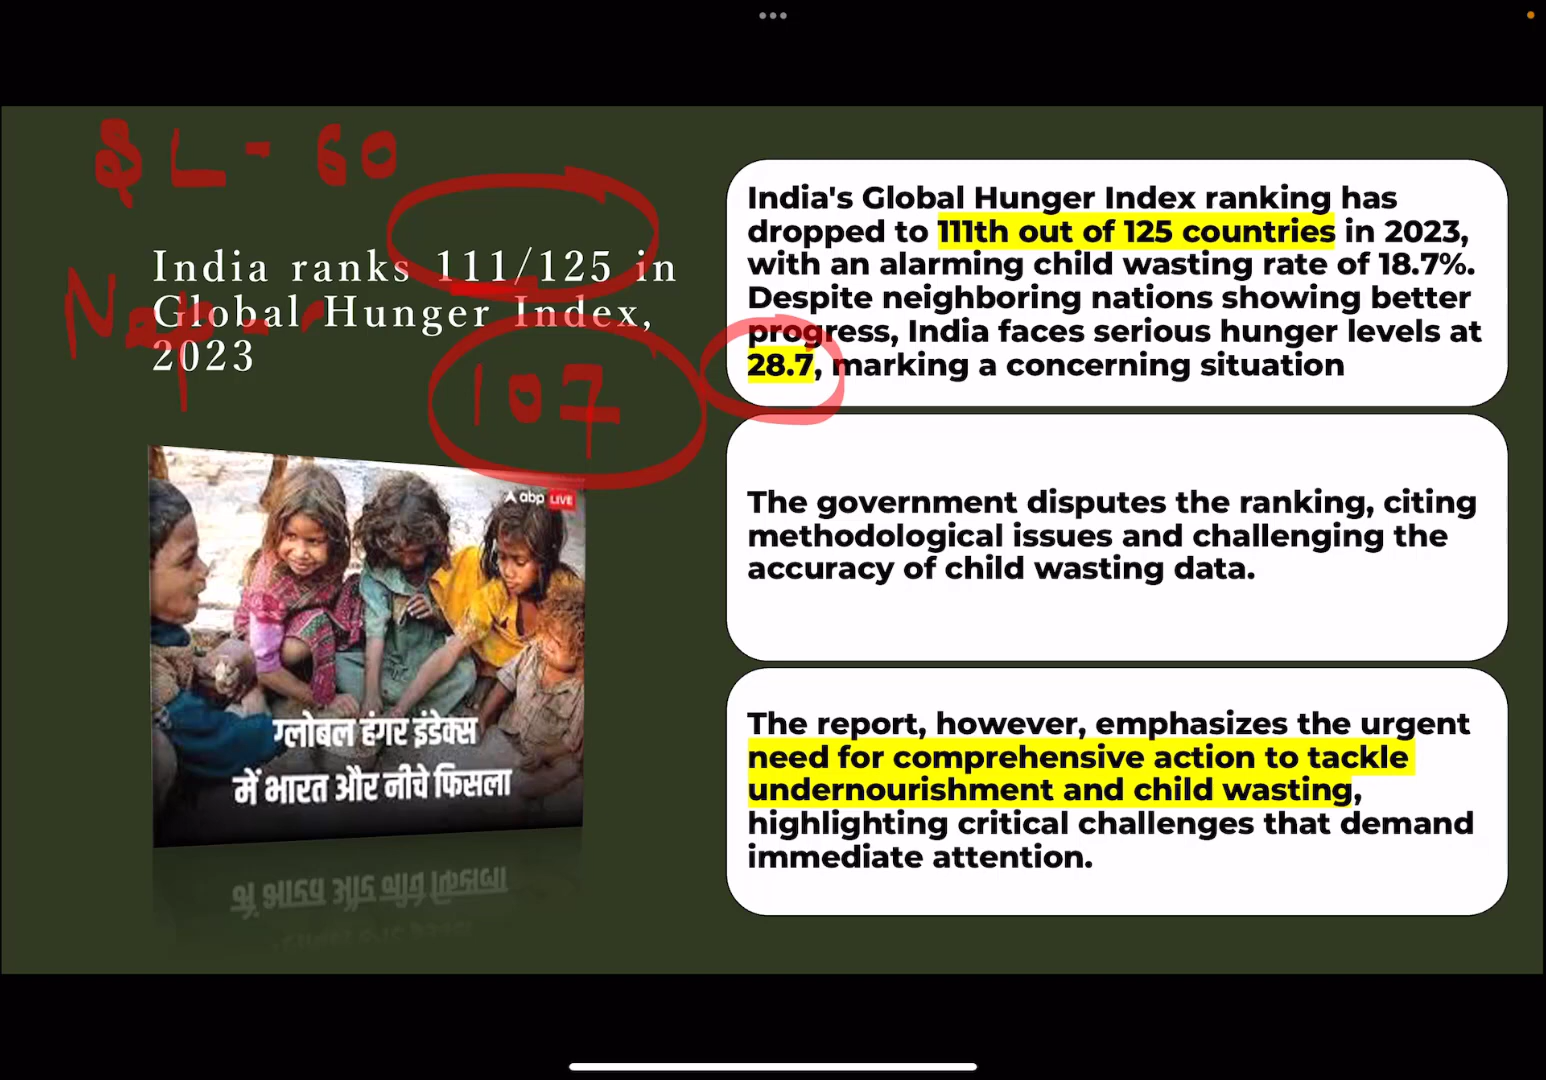 SL - 60
India ranks 111/125 in
Global Hunger Index,
2023
107
abp LIVE
ग्लोबल हंगर इंडेक्स
में भारत और नीचे फिसला
India's Global Hunger Index ranking has
dropped to 111th out of 125 countries in 2023,
with an alarming child wasting rate of 18.7%.
Despite neighboring nations showing better
progress, India faces serious hunger levels at
28.7, marking a concerning situation
The government disputes the ranking, citing
methodological issues and challenging the
accuracy of child wasting data.
The report, however, emphasizes the urgent
need for comprehensive action to tackle
undernourishment and child wasting,
highlighting critical challenges that demand
immediate attention.